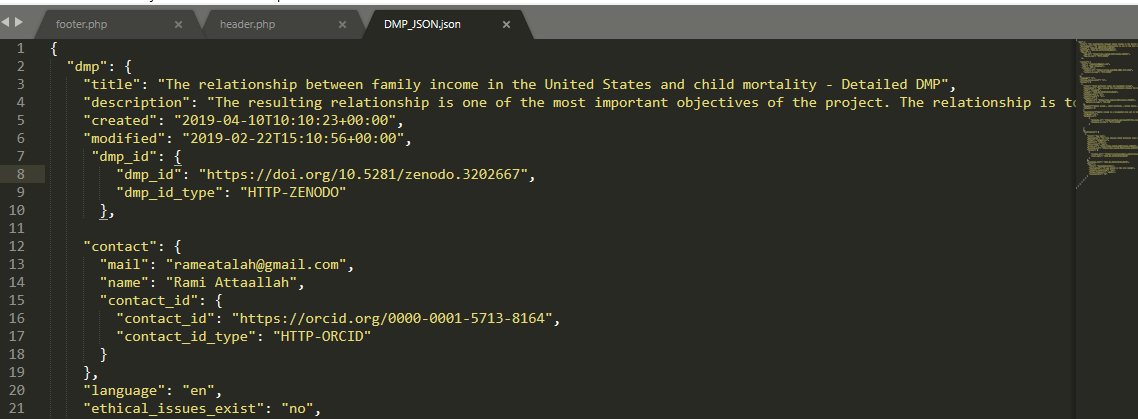 footer.php × header.php × DMP_JSON.json ×
1 {
2 "dmp": {
3 "title": "The relationship between family income in the United States and child mortality - Detailed DMP",
4 "description": "The resulting relationship is one of the most important objectives of the project. The relationship is to
5 "created": "2019-04-10T10:10:23+00:00",
6 "modified": "2019-02-22T15:10:56+00:00",
7 "dmp_id": {
8 "dmp_id": "https://doi.org/10.5281/zenodo.3202667",
9 "dmp_id_type": "HTTP-ZENODO"
10 },
11
12 "contact": {
13 "mail": "rameatalah@gmail.com",
14 "name": "Rami Attaallah",
15 "contact_id": {
16 "contact_id": "https://orcid.org/0000-0001-5713-8164",
17 "contact_id_type": "HTTP-ORCID"
18 }
19 },
20 "language": "en",
21 "ethical_issues_exist": "no",